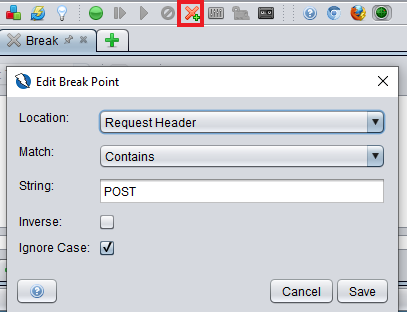 Break
Edit Break Point
Location: Request Header
Match: Contains
String: POST
Inverse:
Ignore Case:
Cancel Save